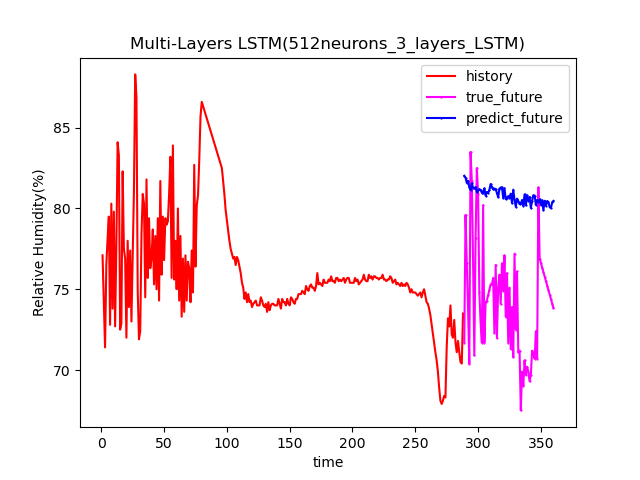 Multi-Layers LSTM(512neurons_3_layers_LSTM)
history
true_future
predict_future
Relative Humidity(%)
85
80
75
70
0
50
100
150
200
250
300
350
time